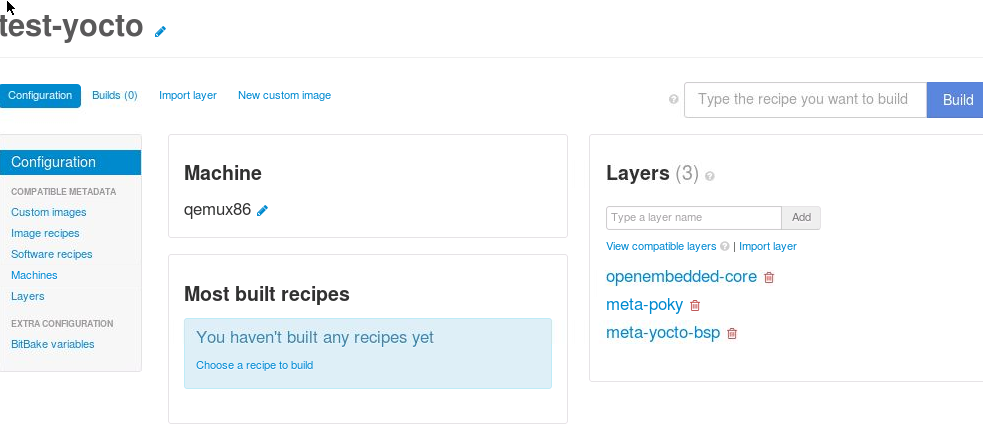 test-yocto
Configuration
Builds (0)
Import layer
New custom image
Type the recipe you want to build
Build
Configuration
COMPATIBLE METADATA
Custom images
Image recipes
Software recipes
Machines
Layers
EXTRA CONFIGURATION
BitBake variables
Machine
qemux86
Most built recipes
You haven't built any recipes yet
Choose a recipe to build
Layers (3)
Type a layer name
Add
View compatible layers | Import layer
openembedded-core
meta-poky
meta-yocto-bsp